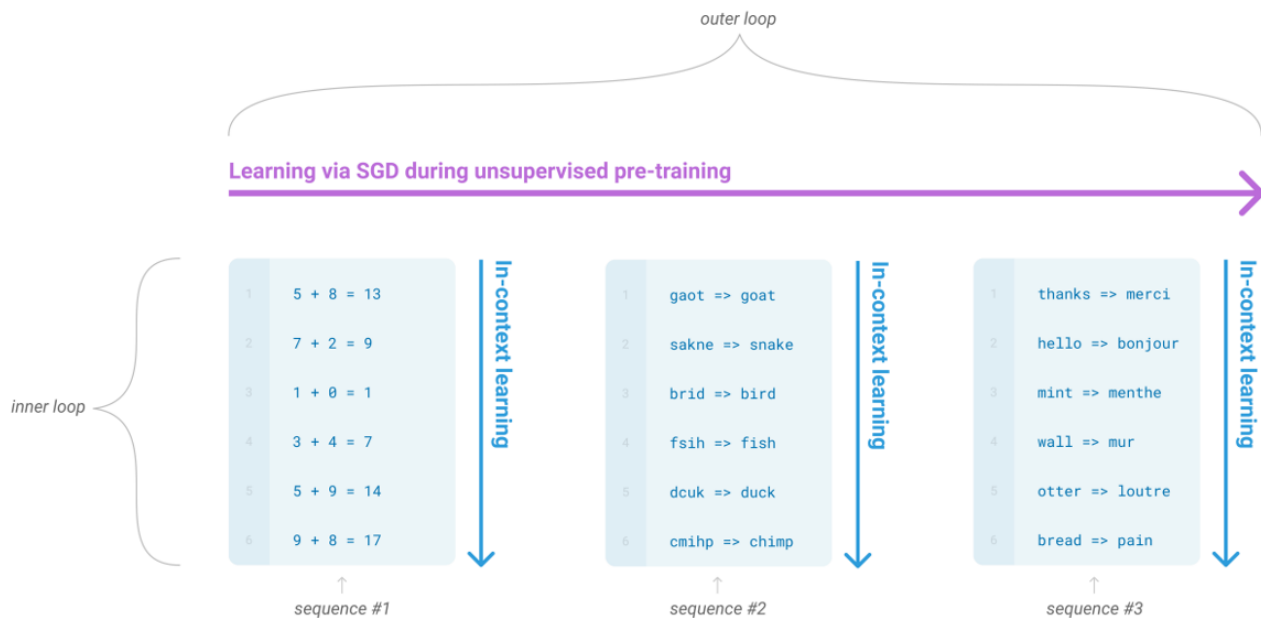 outer loop
Learning via SGD during unsupervised pre-training
inner loop
1 5 + 8 = 13
2 7 + 2 = 9
3 1 + 0 = 1
4 3 + 4 = 7
5 5 + 9 = 14
6 9 + 8 = 17
In-context learning
sequence #1
1 gaot => goat
2 sakne => snake
3 brid => bird
4 fsih => fish
5 dcuk => duck
6 cmihp => chimp
In-context learning
sequence #2
1 thanks => merci
2 hello => bonjour
3 mint => menthe
4 wall => mur
5 otter => loutre
6 bread => pain
In-context learning
sequence #3